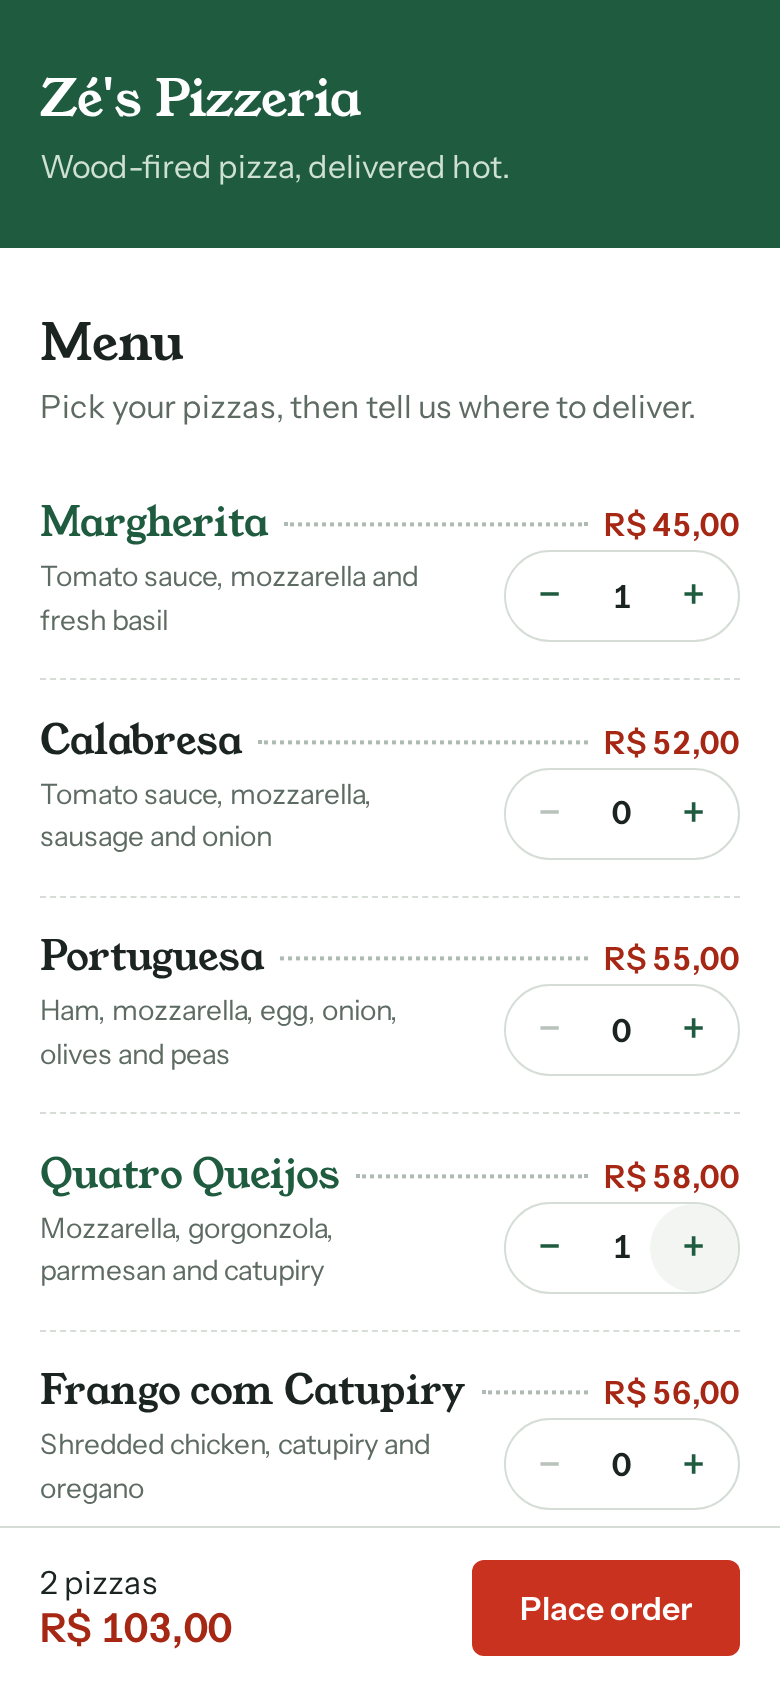 Zé's Pizzeria
Wood-fired pizza, delivered hot.
Menu
Pick your pizzas, then tell us where to deliver.
Margherita R$ 45,00
Tomato sauce, mozzarella and
fresh basil
− 1 +
Calabresa R$ 52,00
Tomato sauce, mozzarella,
sausage and onion
− 0 +
Portuguesa R$ 55,00
Ham, mozzarella, egg, onion,
olives and peas
− 0 +
Quatro Queijos R$ 58,00
Mozzarella, gorgonzola,
parmesan and catupiry
− 1 +
Frango com Catupiry R$ 56,00
Shredded chicken, catupiry and
oregano
− 0 +
2 pizzas
R$ 103,00
Place order